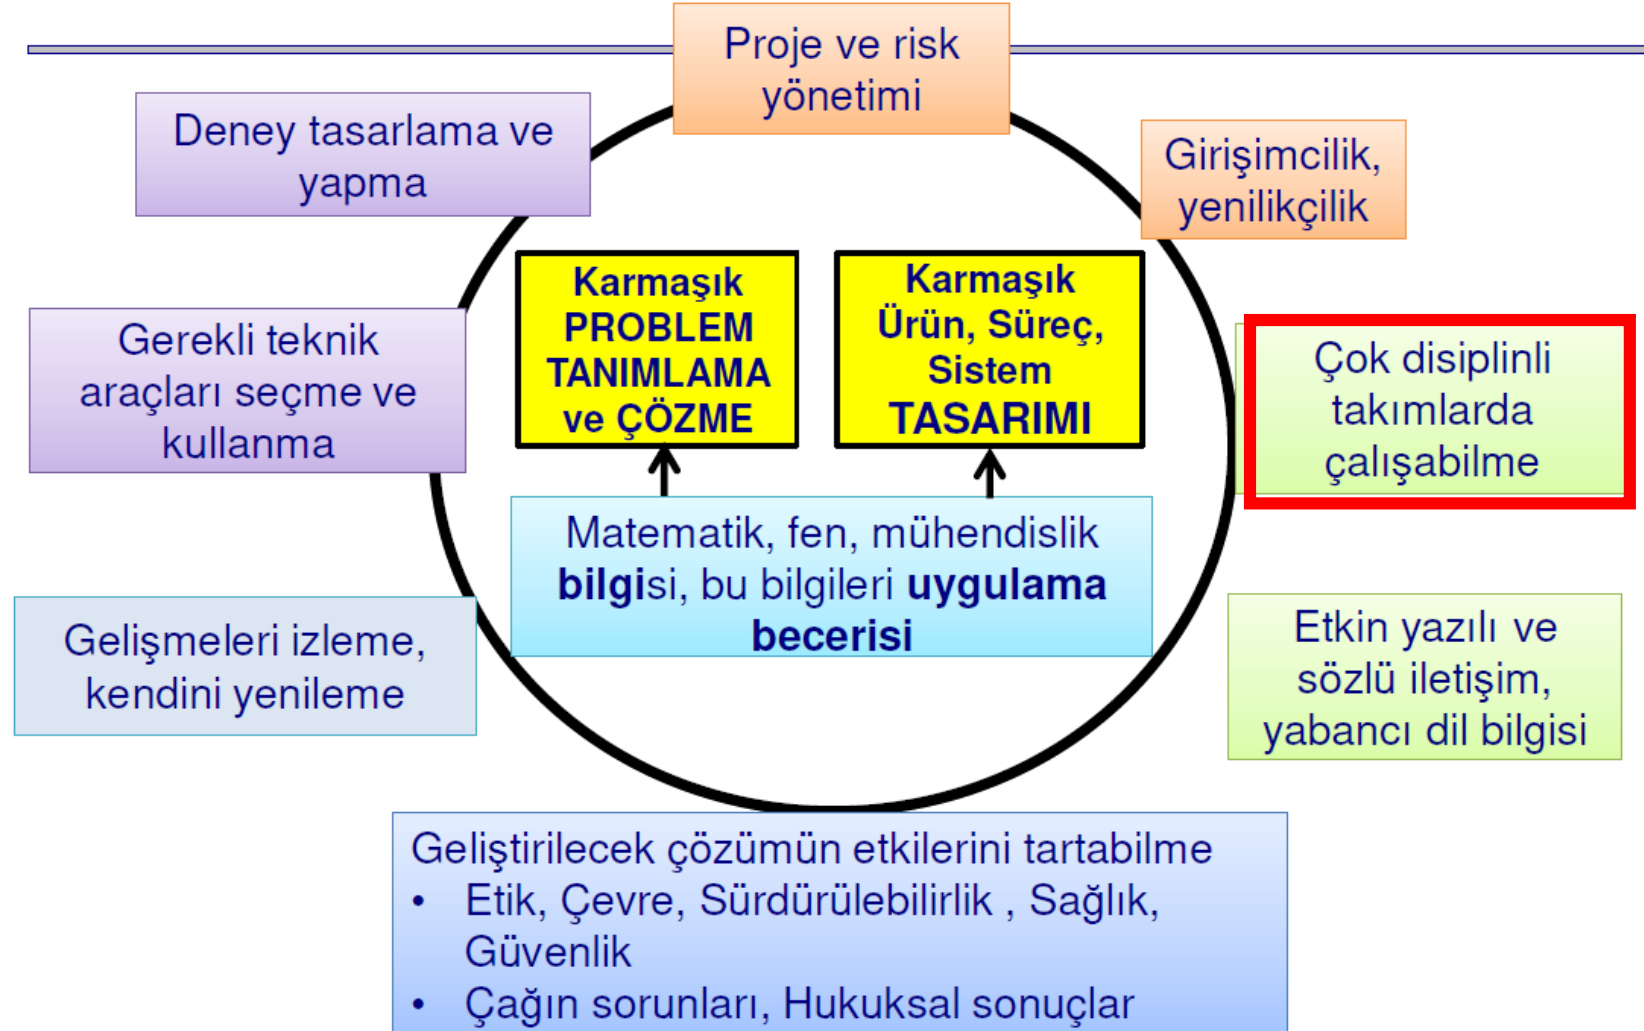 Proje ve risk
yönetimi
Deney tasarlama ve
yapma
Girişimcilik,
yenilikçilik
Karmaşık
PROBLEM
TANIMLAMA
ve ÇÖZME
Karmaşık
Ürün, Süreç,
Sistem
TASARIMI
Gerekli teknik
araçları seçme ve
kullanma
Çok disiplinli
takımlarda
çalışabilme
Matematik, fen, mühendislik
bilgisi, bu bilgileri uygulama
becerisi
Gelişmeleri izleme,
kendini yenileme
Etkin yazılı ve
sözlü iletişim,
yabancı dil bilgisi
Geliştirilecek çözümün etkilerini tartabilme
• Etik, Çevre, Sürdürülebilirlik , Sağlık,
Güvenlik
• Çağın sorunları, Hukuksal sonuçlar